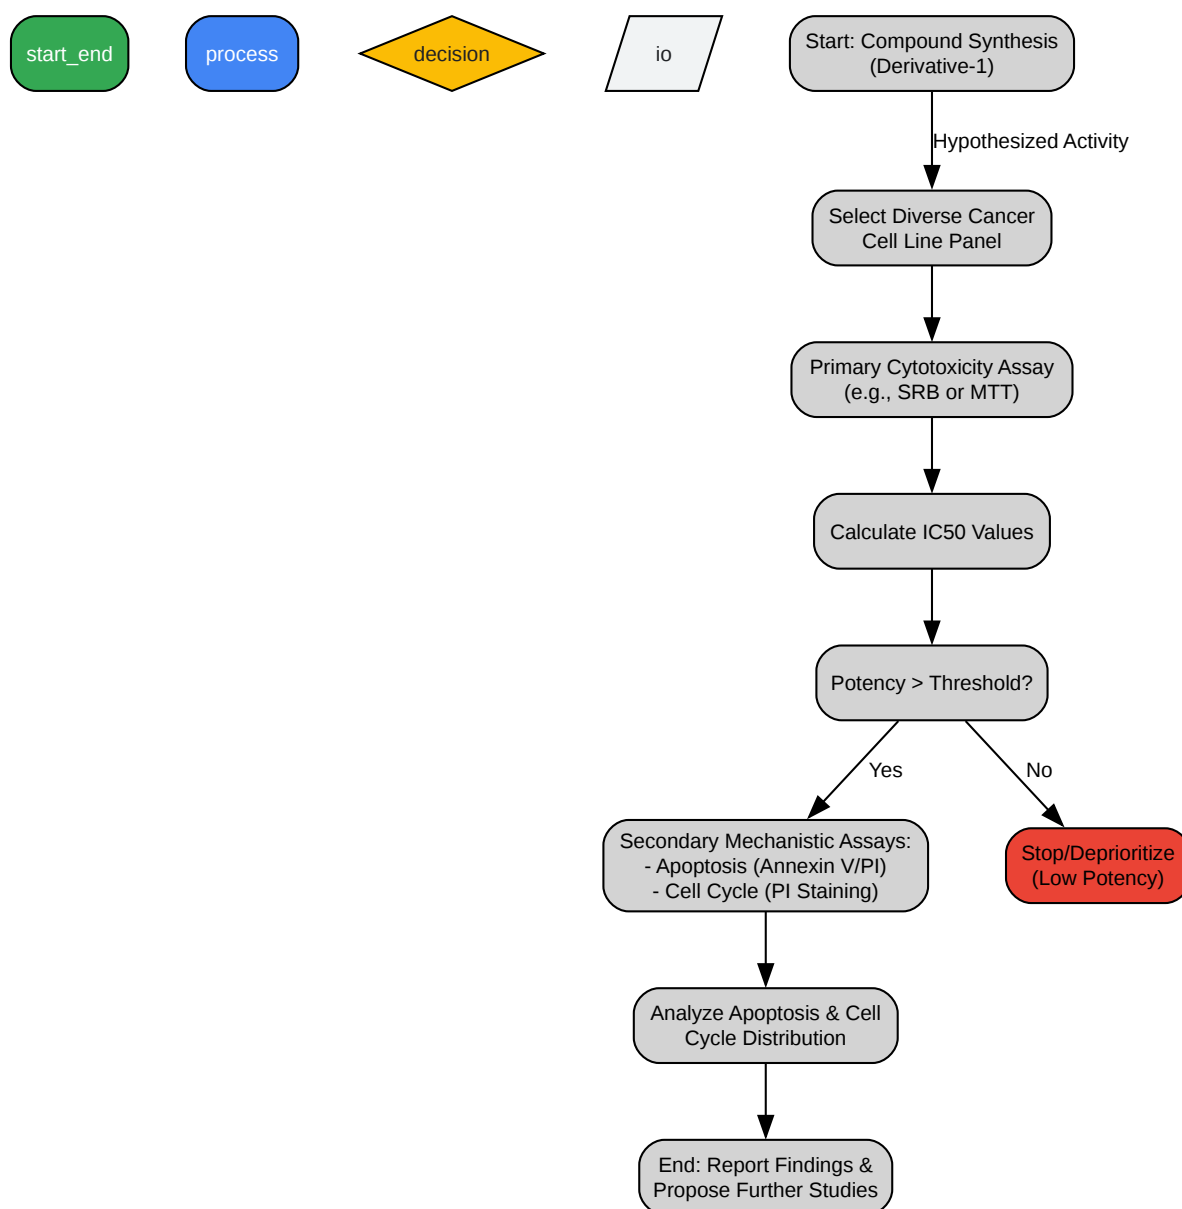 start_end
process
decision
io
Start: Compound Synthesis
(Derivative-1)
Hypothesized Activity
Select Diverse Cancer
Cell Line Panel
Primary Cytotoxicity Assay
(e.g., SRB or MTT)
Calculate IC50 Values
Potency > Threshold?
Yes
No
Secondary Mechanistic Assays:
- Apoptosis (Annexin V/PI)
- Cell Cycle (PI Staining)
Stop/Deprioritize
(Low Potency)
Analyze Apoptosis & Cell
Cycle Distribution
End: Report Findings &
Propose Further Studies